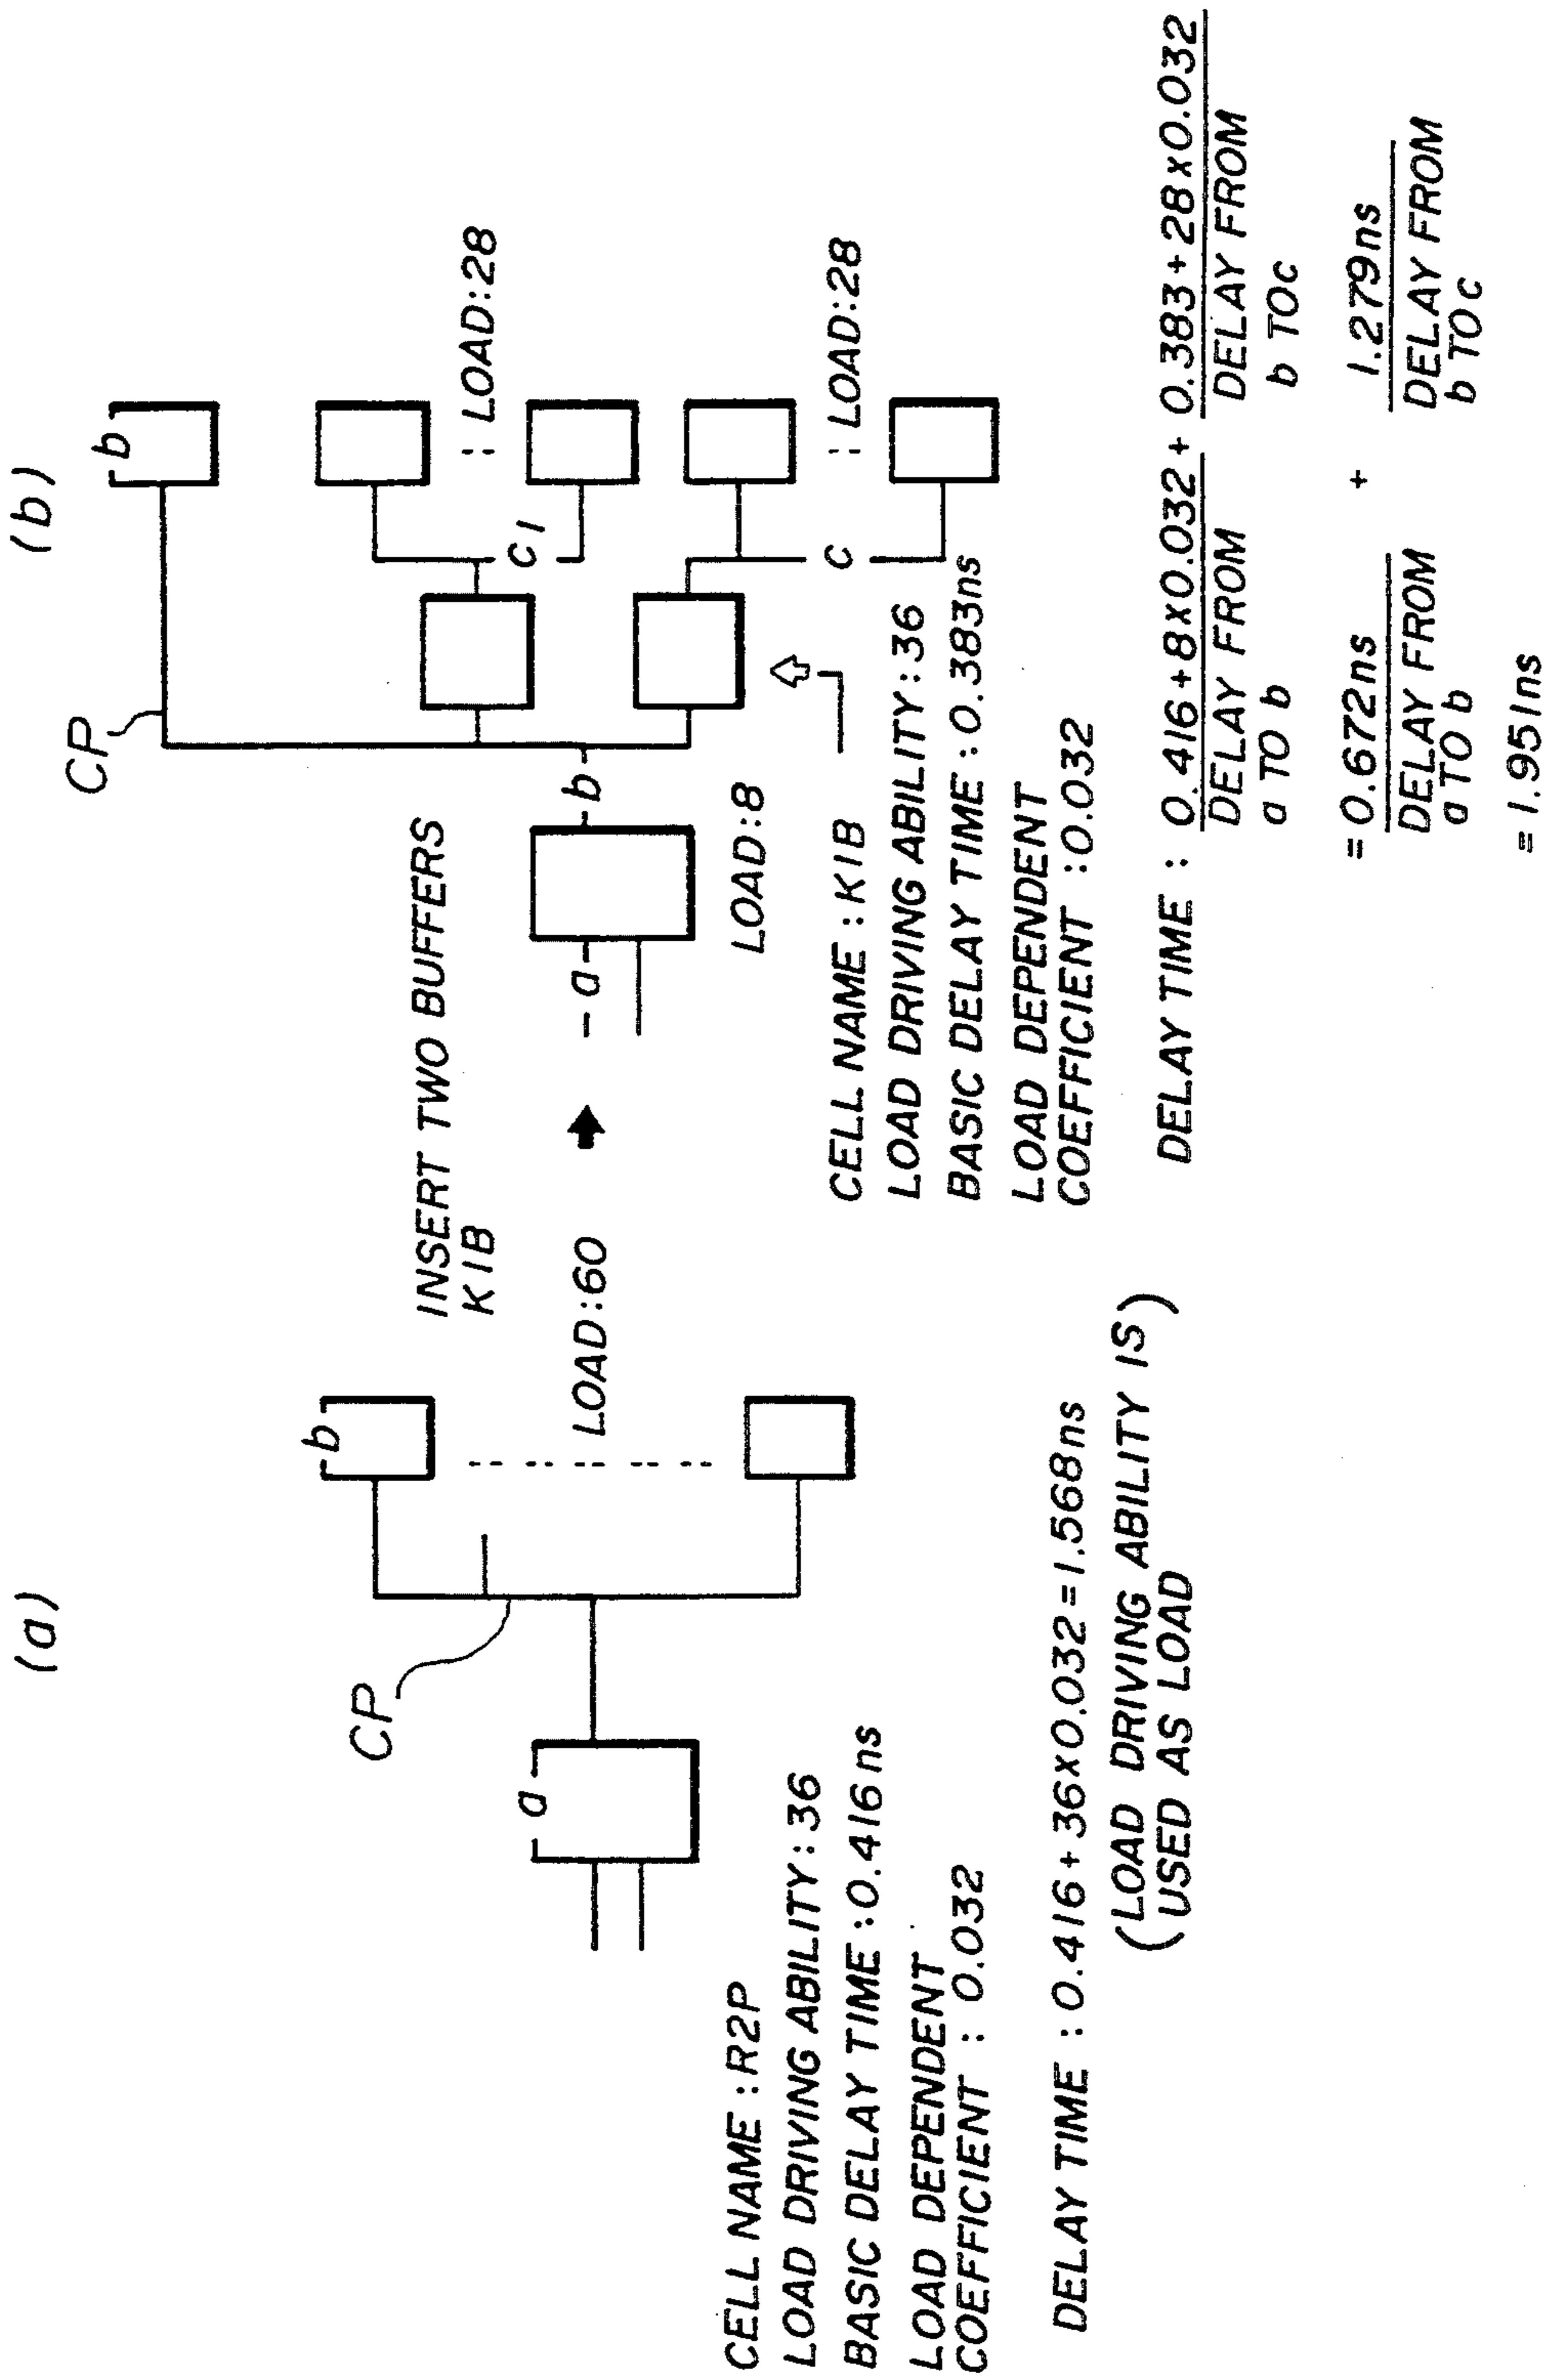 (a)
CP
a
b
LOAD:60
CELL NAME : R2P
LOAD DRIVING ABILITY : 36
BASIC DELAY TIME : 0.416 ns
LOAD DEPENDENT
COEFFICIENT : 0.032
DELAY TIME : 0.416 + 36 x 0.032 = 1.568 ns
(LOAD DRIVING ABILITY IS)
(USED AS LOAD)
INSERT TWO BUFFERS
K1B
(b)
CP
b
a
b
LOAD:8
c1
: LOAD:28
c
: LOAD:28
CELL NAME : K1B
LOAD DRIVING ABILITY : 36
BASIC DELAY TIME : 0.383ns
LOAD DEPENDENT
COEFFICIENT : 0.032
DELAY TIME : 0.416 + 8 x 0.032 + 0.383 + 28 x 0.032
DELAY FROM DELAY FROM
a TO b b TO c
= 0.672ns + 1.279ns
DELAY FROM DELAY FROM
a TO b b TO c
= 1.951ns